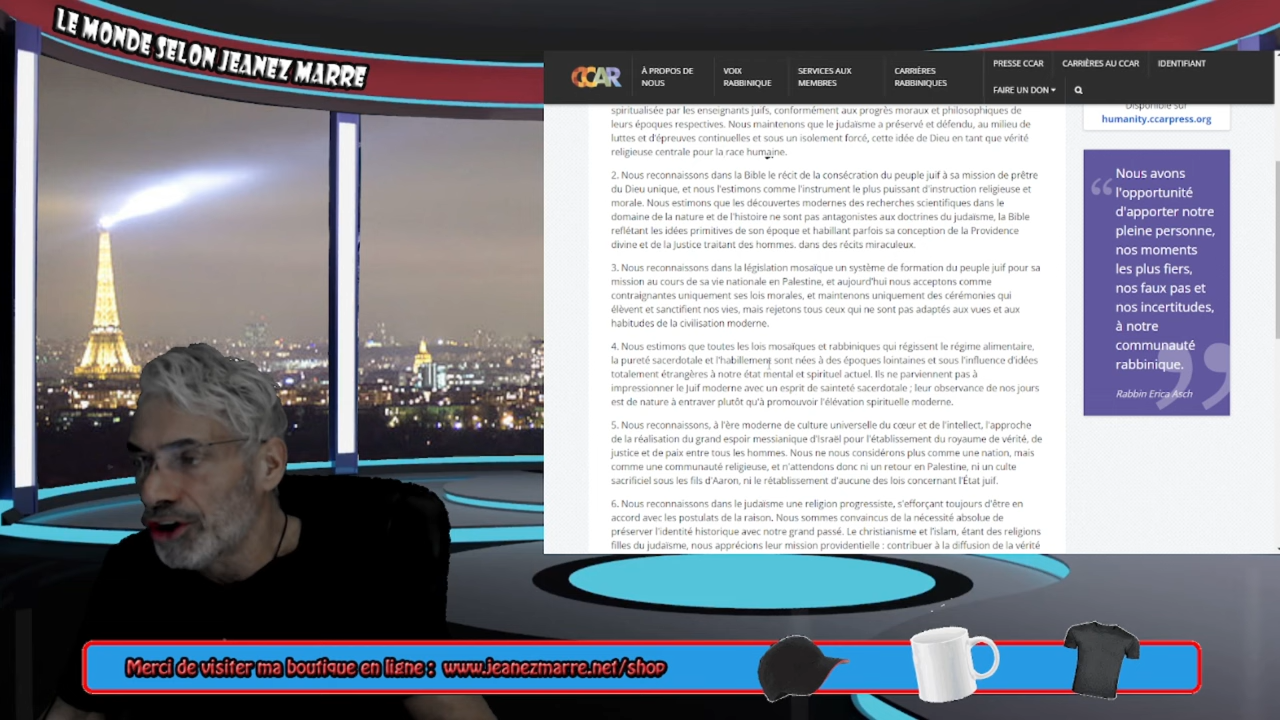 LE MONDE SELON JEANEZ MARRE
CCAR
À PROPOS DE
NOUS
VOIX
RABBINIQUE
SERVICES AUX
MEMBRES
CARRIÈRES
RABBINIQUES
PRESSE CCAR
CARRIÈRES AU CCAR
IDENTIFIANT
FAIRE UN DON
spiritualisée par les enseignants juifs, conformément aux progrès moraux et philosophiques de
leurs époques respectives. Nous maintenons que le judaïsme a préservé et défendu, au milieu de
luttes et d'épreuves continuelles et sous un isolement forcé, cette idée de Dieu en tant que vérité
religieuse centrale pour la race humaine.
2. Nous reconnaissons dans la Bible le récit de la consécration du peuple juif à sa mission de prêtre
du Dieu unique, et nous l'estimons comme l'instrument le plus puissant d'instruction religieuse et
morale. Nous estimons que les découvertes modernes des recherches scientifiques dans le
domaine de la nature et de l'histoire ne sont pas antagonistes aux doctrines du judaïsme, la Bible
reflétant les idées primitives de son époque et habillant parfois sa conception de la Providence
divine et de la Justice traitant des hommes. dans des récits miraculeux.
3. Nous reconnaissons dans la législation mosaïque un système de formation du peuple juif pour sa
mission au cours de sa vie nationale en Palestine, et aujourd'hui nous acceptons comme
contraignantes uniquement ses lois morales, et maintenons uniquement des cérémonies qui
élèvent et sanctifient nos vies, mais rejetons tous ceux qui ne sont pas adaptés aux vues et aux
habitudes de la civilisation moderne.
4. Nous estimons que toutes les lois mosaïques et rabbiniques qui régissent le régime alimentaire,
la pureté sacerdotale et l'habillement sont nées à des époques lointaines et sous l'influence d'idées
totalement étrangères à notre état mental et spirituel actuel. Ils ne parviennent pas à
impressionner le Juif moderne avec un esprit de sainteté sacerdotale ; leur observance de nos jours
est de nature à entraver plutôt qu'à promouvoir l'élévation spirituelle moderne.
5. Nous reconnaissons, à l'ère moderne de culture universelle du cœur et de l'intellect, l'approche
de la réalisation du grand espoir messianique d'Israël pour l'établissement du royaume de vérité, de
justice et de paix entre tous les hommes. Nous ne nous considérons plus comme une nation, mais
comme une communauté religieuse, et n'attendons donc ni un retour en Palestine, ni un culte
sacrificiel sous les fils d'Aaron, ni le rétablissement d'aucune des lois concernant l'État juif.
6. Nous reconnaissons dans le judaïsme une religion progressiste, s'efforçant toujours d'être en
accord avec les postulats de la raison. Nous sommes convaincus de la nécessité absolue de
préserver l'identité historique avec notre grand passé. Le christianisme et l'islam, étant des religions
filles du judaïsme, nous apprécions leur mission providentielle : contribuer à la diffusion de la vérité
Disponible sur
humanity.ccarpress.org
“ Nous avons
l'opportunité
d'apporter notre
pleine personne,
nos moments
les plus fiers,
nos faux pas et
nos incertitudes,
à notre
communauté
rabbinique. ”
Rabbin Erica Asch
Merci de visiter ma boutique en ligne : www.jeanezmarre.net/shop